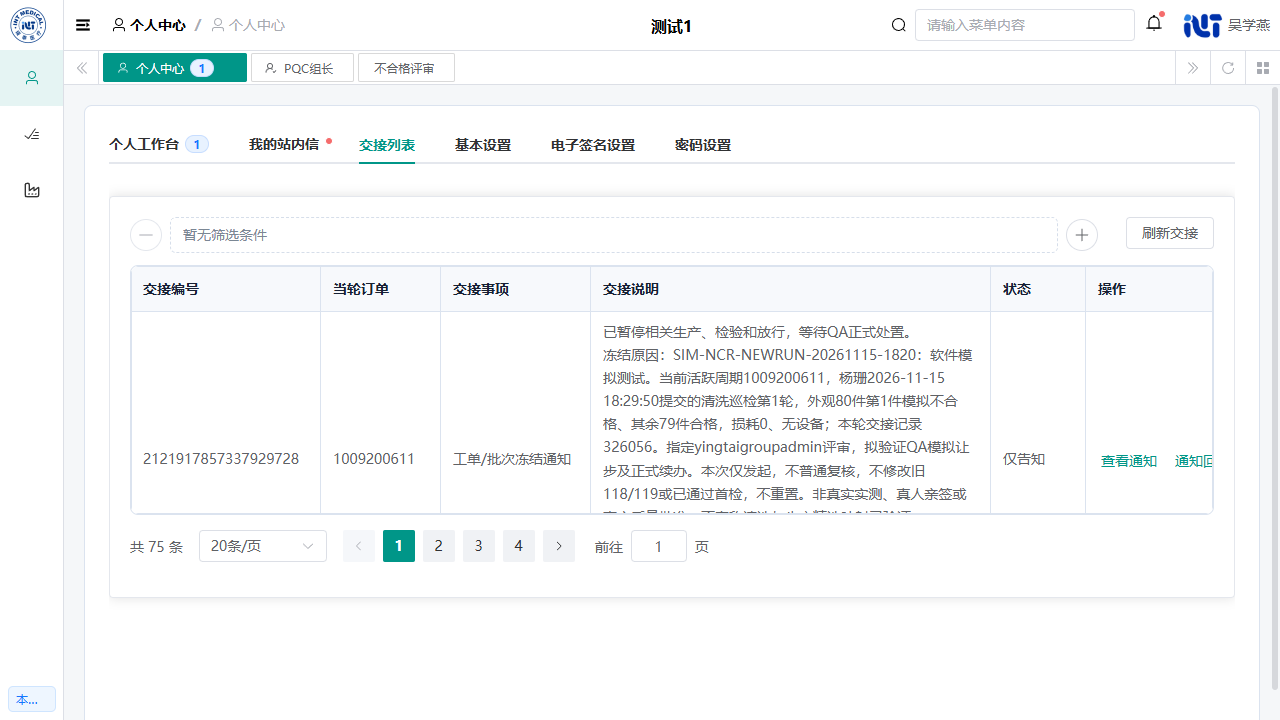 个人中心 / 个人中心
测试1
请输入菜单内容
吴学燕
个人中心 1
PQC组长
不合格评审
个人工作台 1
我的站内信
交接列表
基本设置
电子签名设置
密码设置
暂无筛选条件
刷新交接
交接编号
当轮订单
交接事项
交接说明
状态
操作
2121917857337929728
1009200611
工单/批次冻结通知
已暂停相关生产、检验和放行，等待QA正式处置。
冻结原因：SIM-NCR-NEWRUN-20261115-1820：软件模
拟测试。当前活跃周期1009200611，杨珊2026-11-15
18:29:50提交的清洗巡检第1轮，外观80件第1件模拟不合
格、其余79件合格，损耗0、无设备；本轮交接记录
326056。指定yingtaigroupadmin评审，拟验证QA模拟让
步及正式续办。本次仅发起，不普通复核，不修改旧
118/119或已通过首检，不重置。非真实实测、真人亲签或
仅告知
查看通知
通知回
共 75 条
20条/页
1
2
3
4
前往
1
页
本...